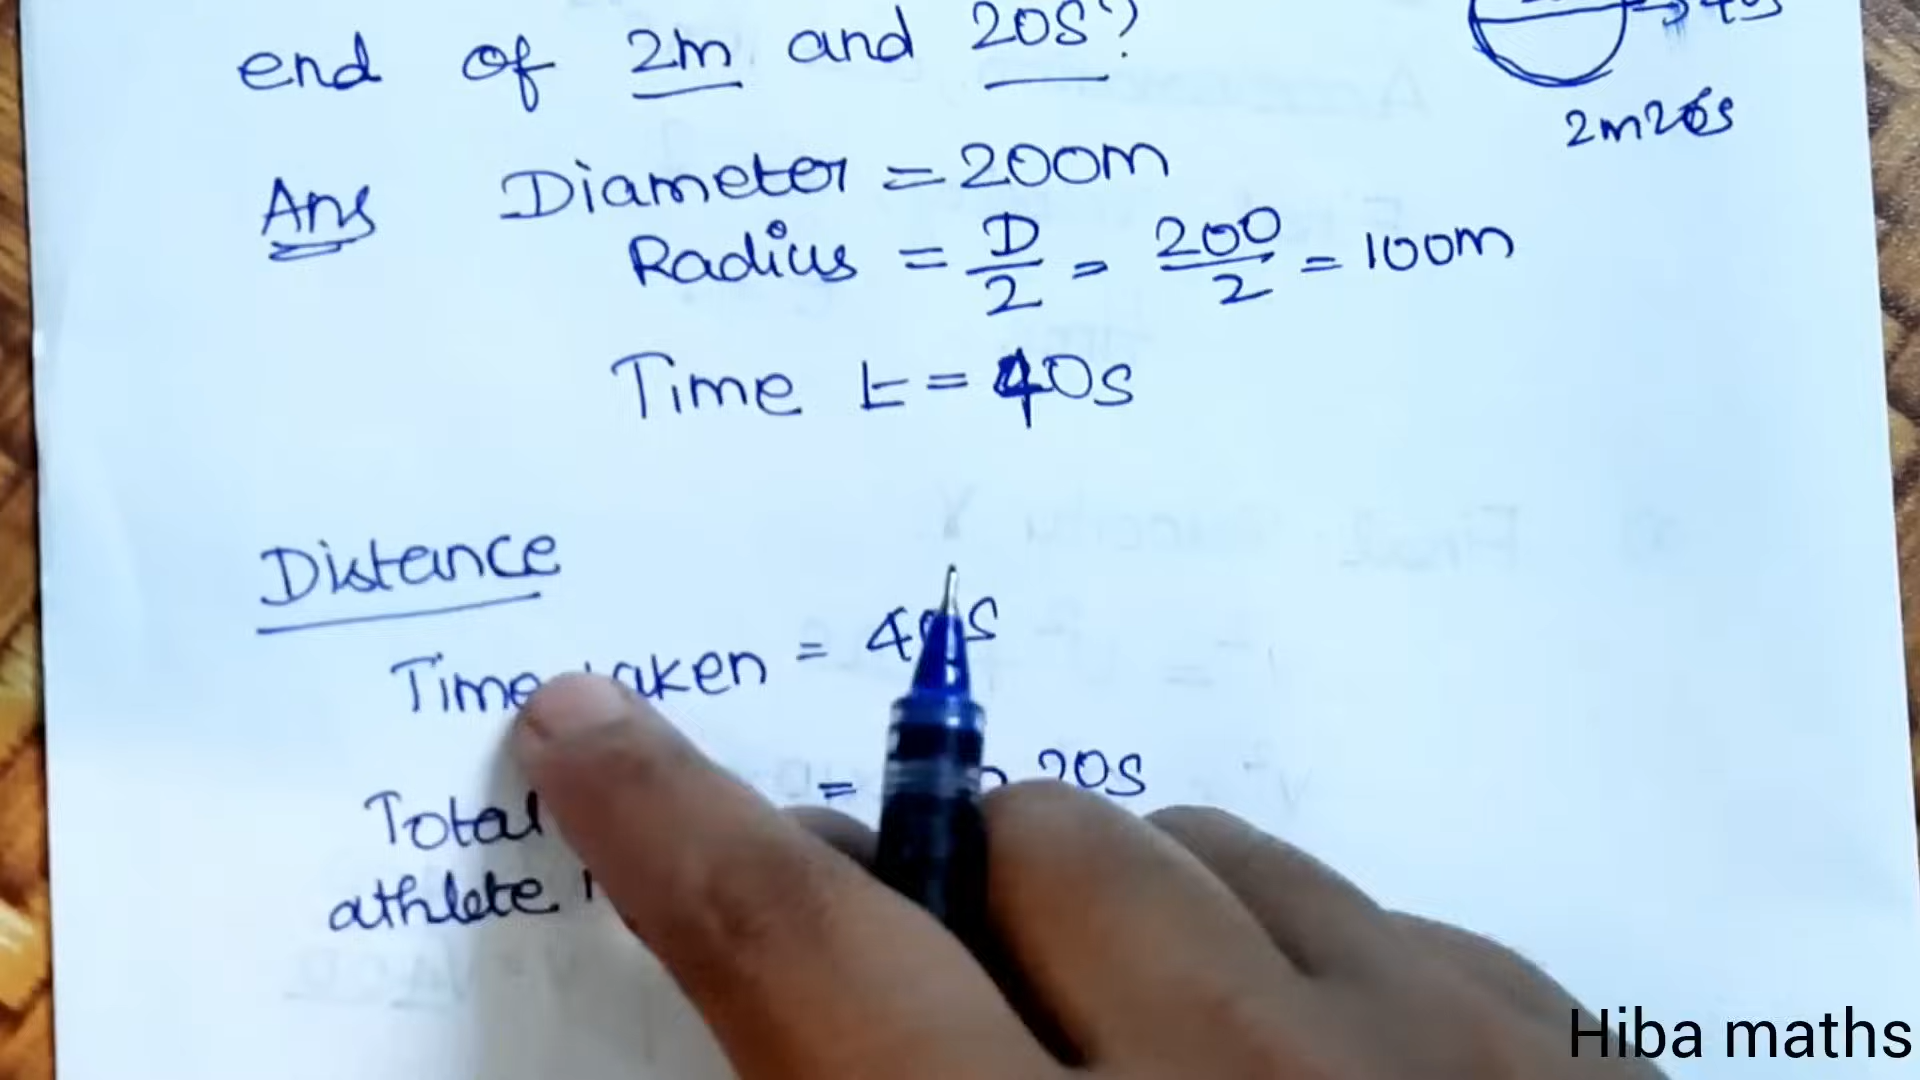 end of 2m and 20s?
2m20s
Ans Diameter = 200m
Radius = D/2 = 200/2 = 100m
Time t = 40s
Distance
Time taken = 40s
Total = 20s
athlete
Hiba maths